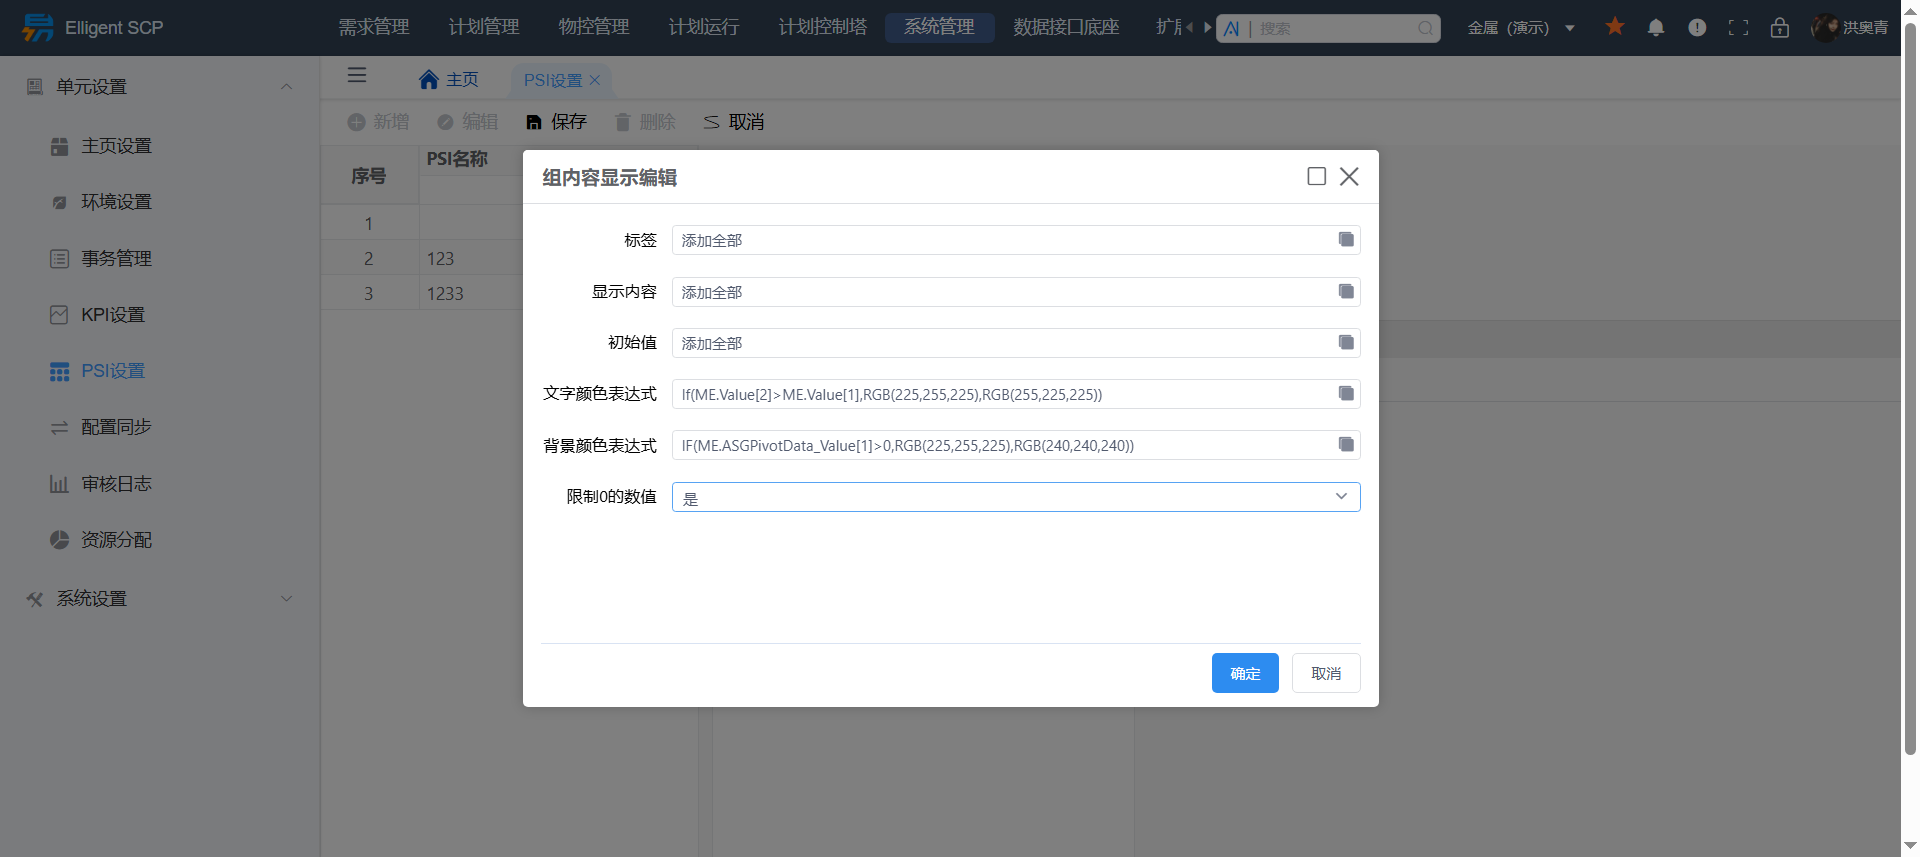 Elligent SCP
需求管理
计划管理
物控管理
计划运行
计划控制塔
系统管理
数据接口底座
搜索
金属 (演示)
洪奥青
单元设置
主页设置
环境设置
事务管理
KPI设置
PSI设置
配置同步
审核日志
资源分配
系统设置
主页
PSI设置
新增
编辑
保存
删除
取消
序号
PSI名称
1
2
123
3
1233
组内容显示编辑
标签
添加全部
显示内容
添加全部
初始值
添加全部
文字颜色表达式
If(ME.Value[2]>ME.Value[1],RGB(225,255,225),RGB(255,225,225))
背景颜色表达式
IF(ME.ASGPivotData_Value[1]>0,RGB(225,255,225),RGB(240,240,240))
限制0的数值
是
确定
取消